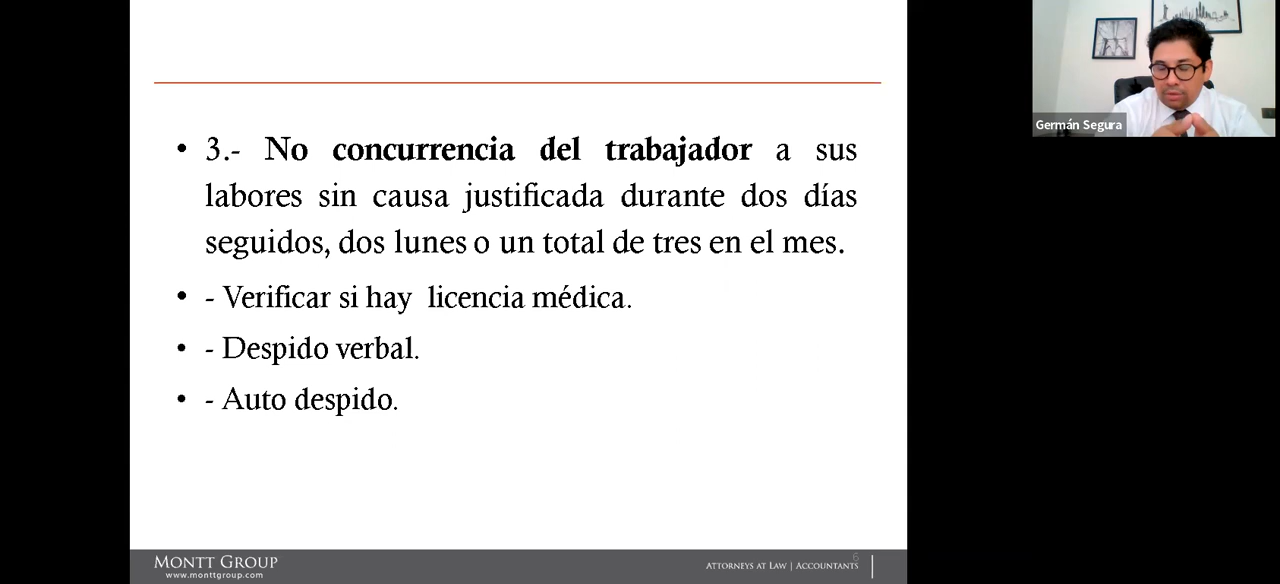 • 3.- No concurrencia del trabajador a sus
labores sin causa justificada durante dos días
seguidos, dos lunes o un total de tres en el mes.
• - Verificar si hay licencia médica.
• - Despido verbal.
• - Auto despido.
Germán Segura
MONTT GROUP
www.monttgroup.com
ATTORNEYS AT LAW | ACCOUNTANTS
6